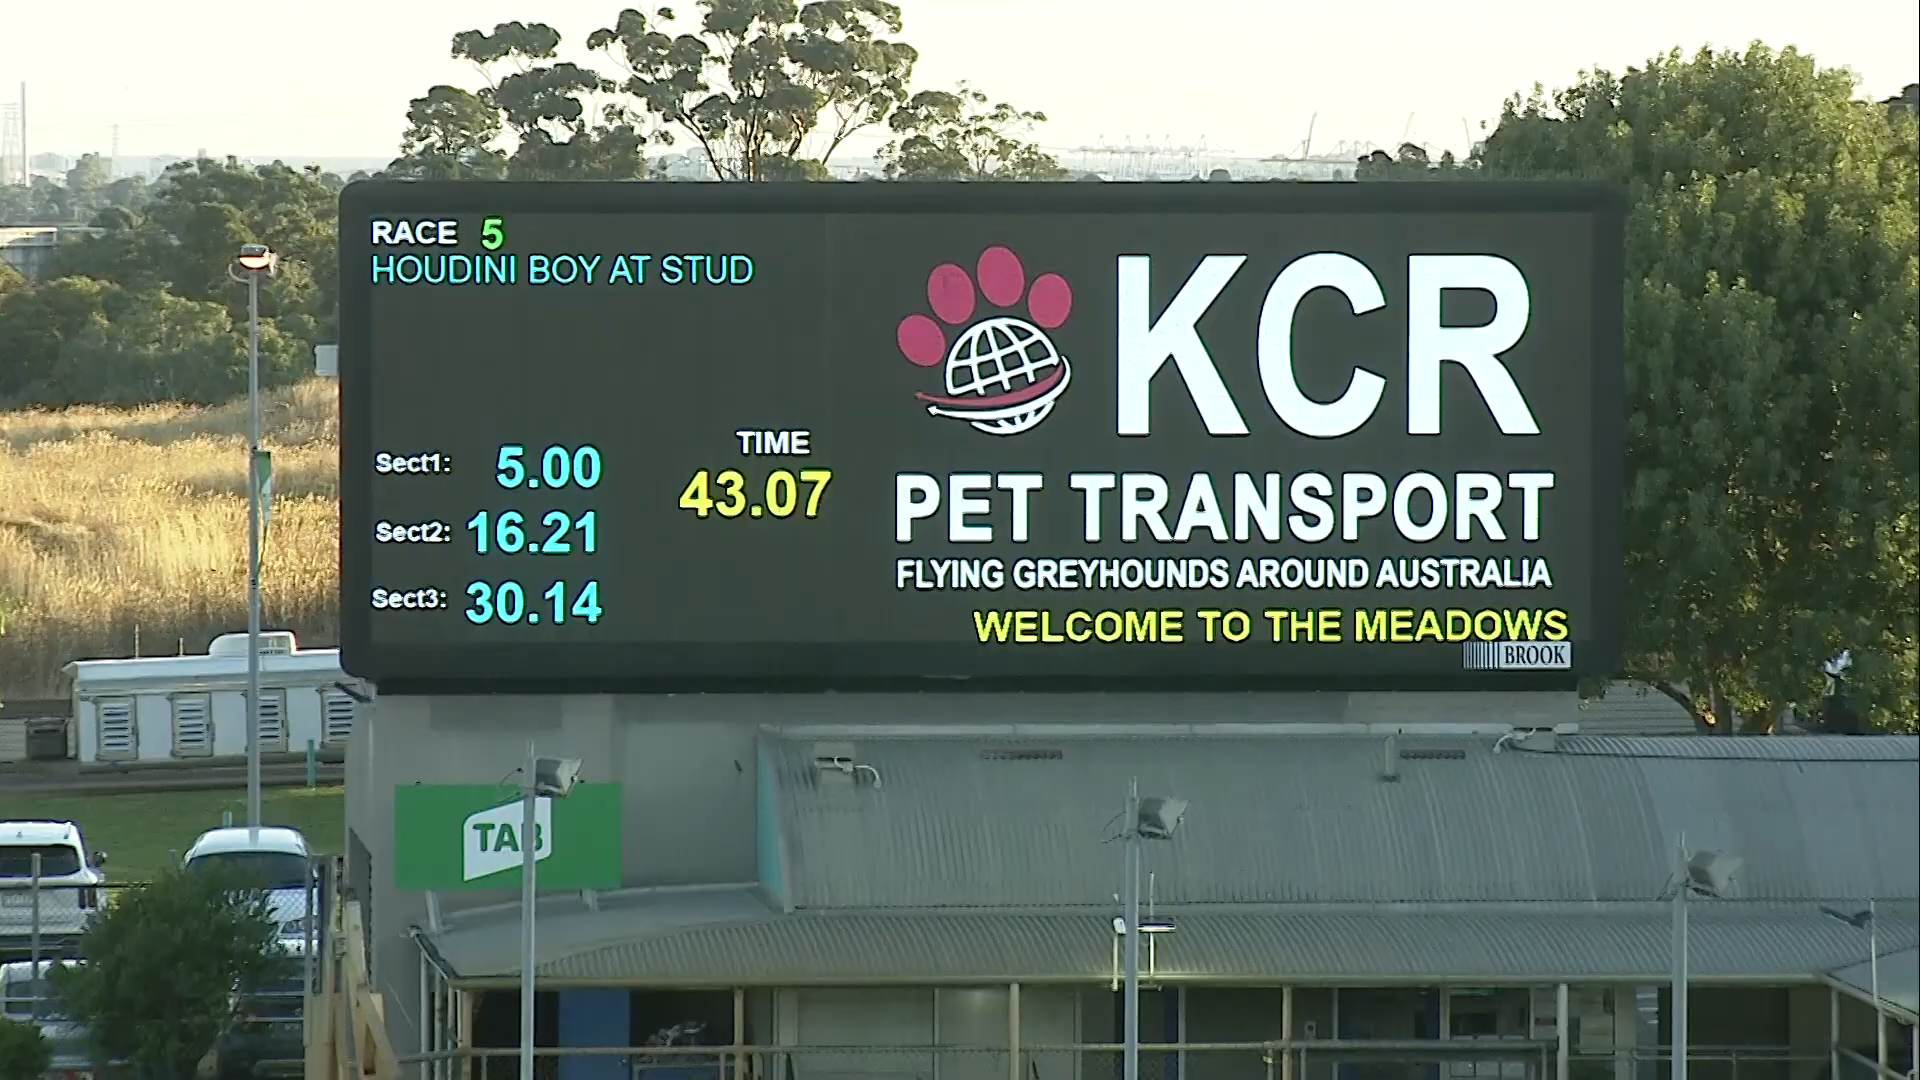 RACE 5
HOUDINI BOY AT STUD
Sect1: 5.00
Sect2: 16.21
Sect3: 30.14
TIME
43.07
KCR
PET TRANSPORT
FLYING GREYHOUNDS AROUND AUSTRALIA
WELCOME TO THE MEADOWS
BROOK
TAB